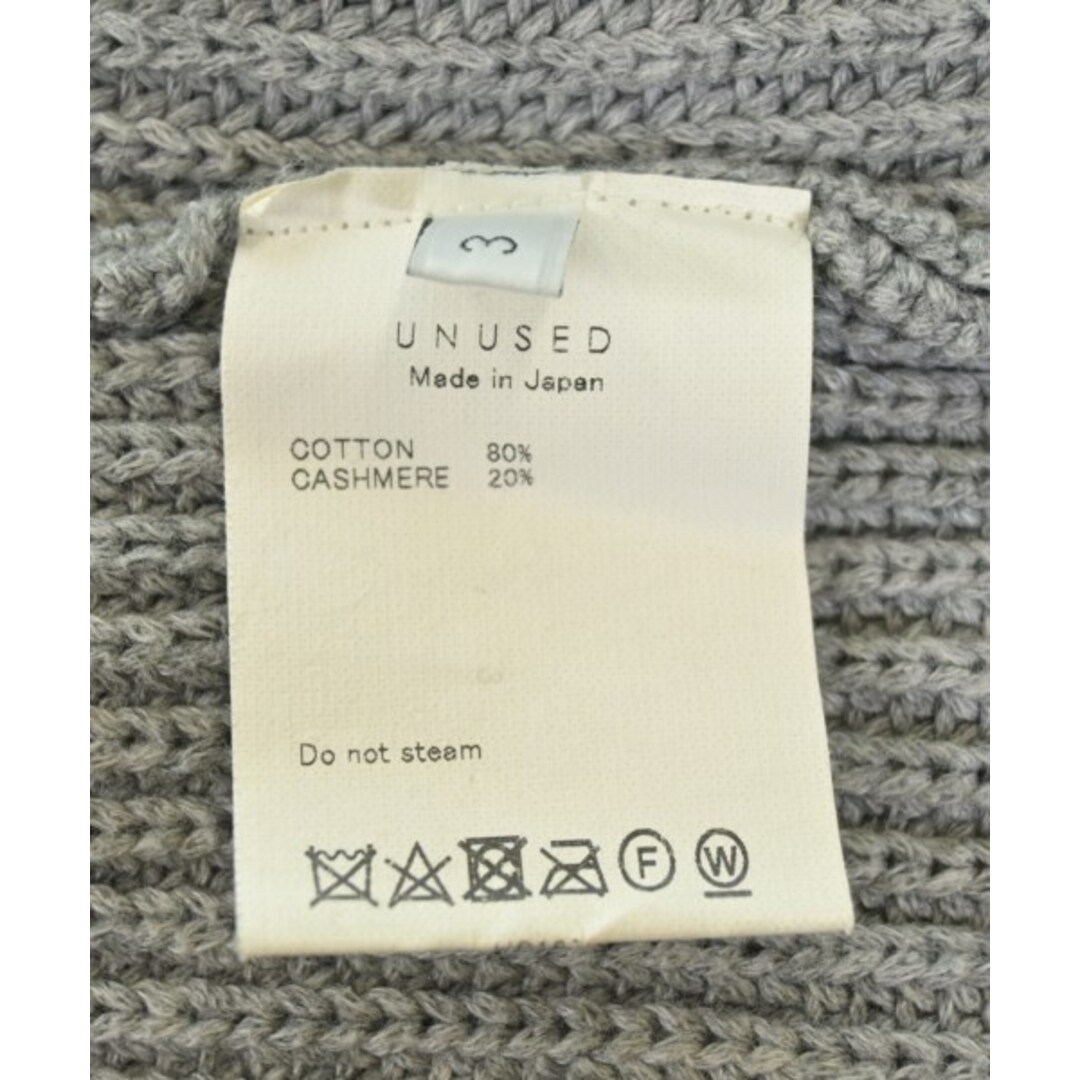 3
UNUSED
Made in Japan
COTTON 80%
CASHMERE 20%
Do not steam
F W